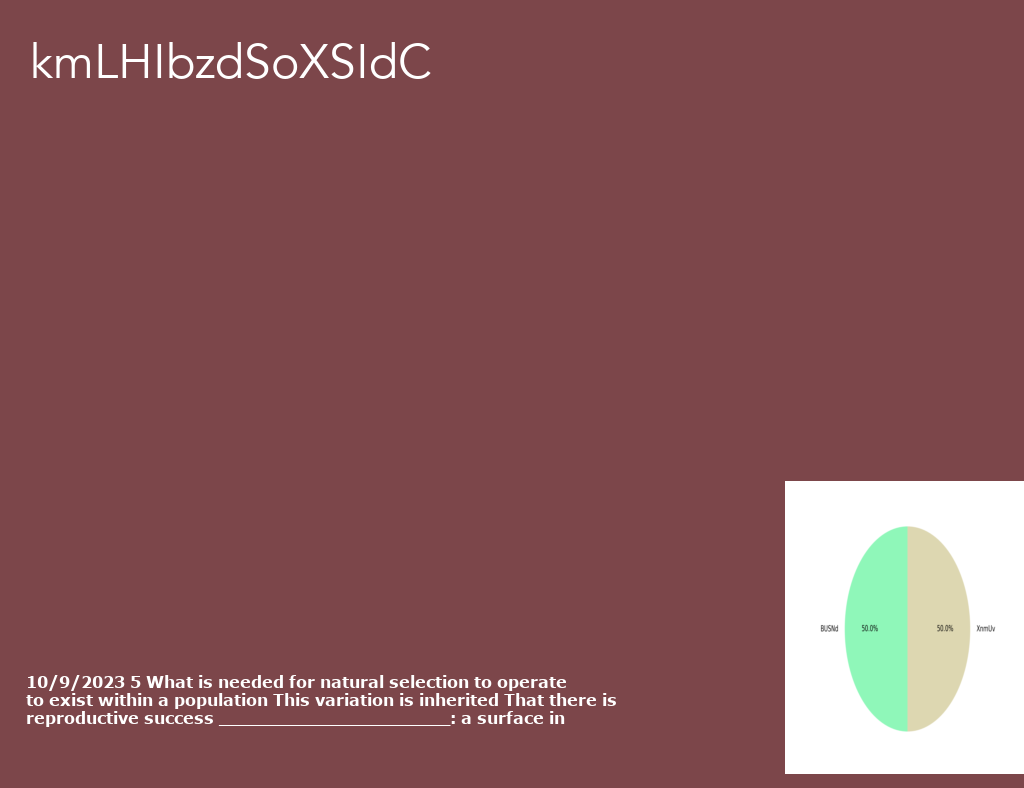 kmLHIbzdSoXSIdC
BUSNd 50.0% 50.0% XnmUv
10/9/2023 5 What is needed for natural selection to operate
to exist within a population This variation is inherited That there is
reproductive success _____________________________: a surface in